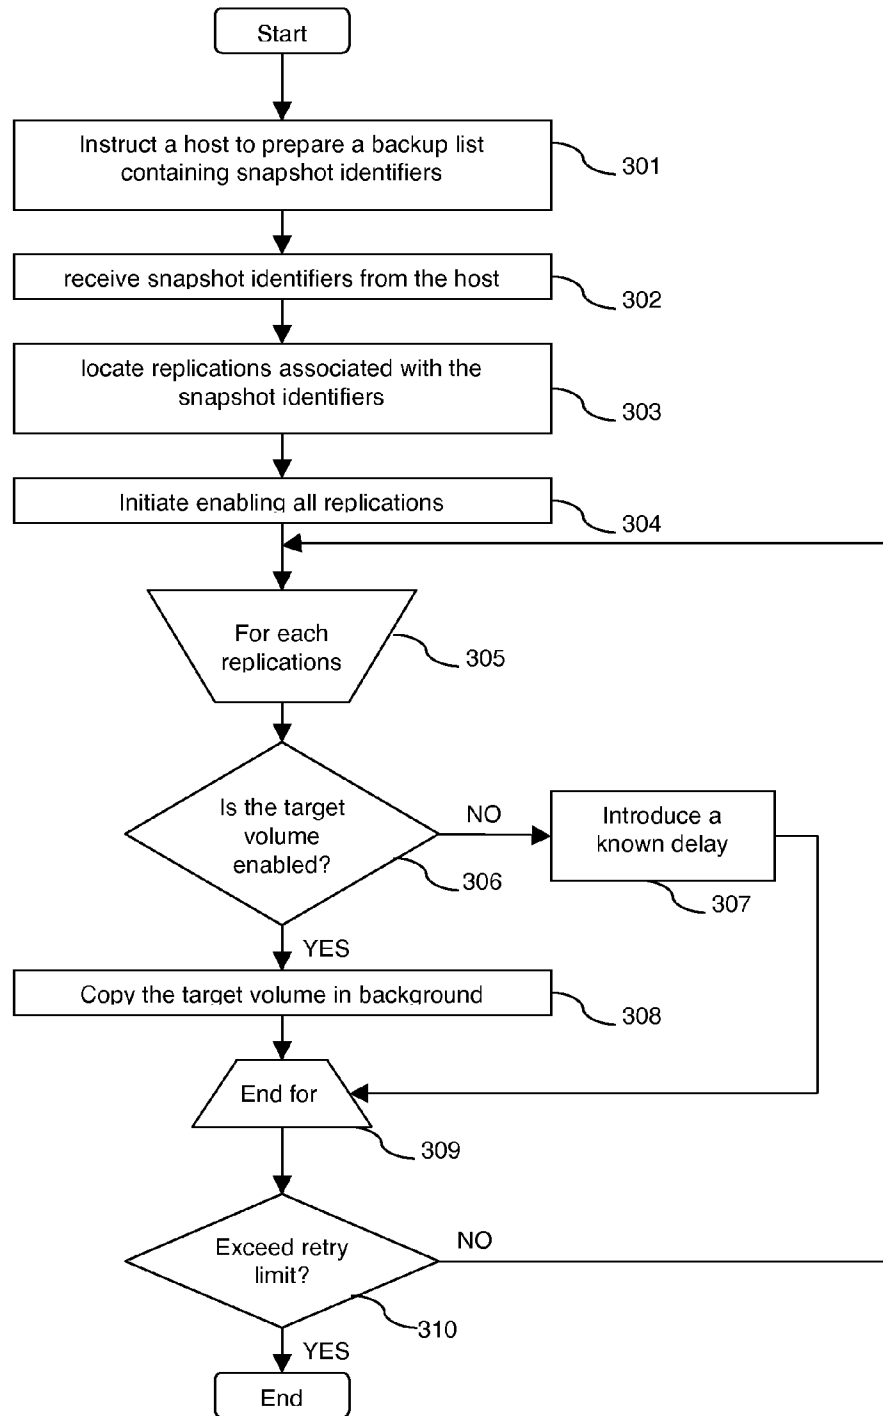 Start
Instruct a host to prepare a backup list
containing snapshot identifiers
301
receive snapshot identifiers from the host
302
locate replications associated with the
snapshot identifiers
303
Initiate enabling all replications
304
For each
replications
305
Is the target
volume
enabled?
306
NO
Introduce a
known delay
307
YES
Copy the target volume in background
308
End for
309
Exceed retry
limit?
310
NO
YES
End